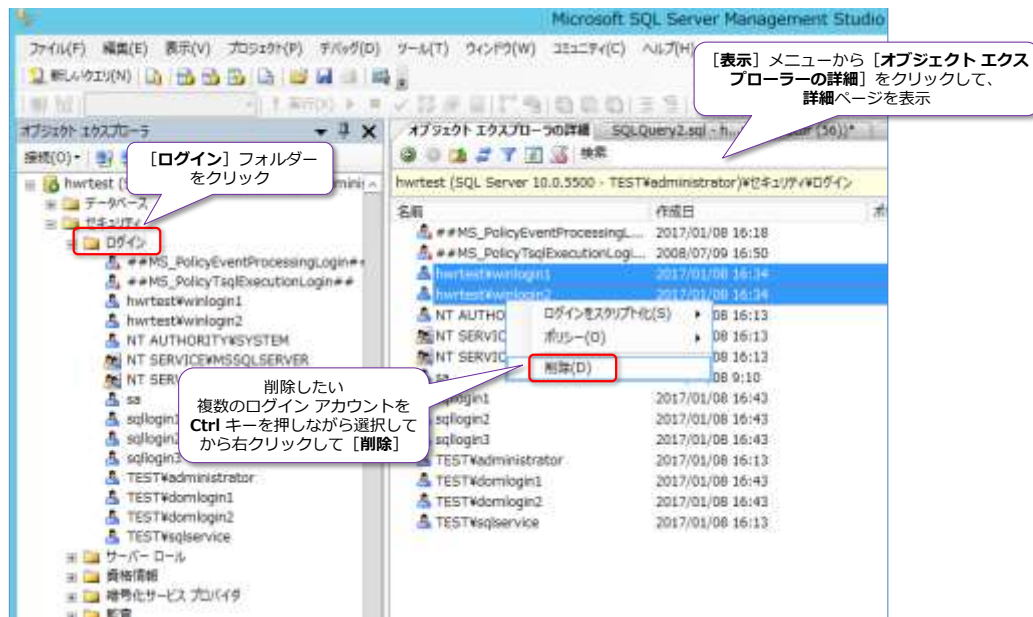 Microsoft SQL Server Management Studio
ファイル(F) 編集(E) 表示(V) プロジェクト(P) デバッグ(D) ツール(T) ウィンドウ(W) コミュニティ(C) ヘルプ(H)
新しいクエリ(N)
[表示] メニューから [オブジェクト エクス
プローラーの詳細] をクリックして、
詳細ページを表示
実行(X)
オブジェクト エクスプローラ
接続(O)
[ログイン] フォルダー
をクリック
hwrtest
データベース
セキュリティ
ログイン
##MS_PolicyEventProcessingLogin##
##MS_PolicyTsqlExecutionLogin##
hwrtest¥winlogin1
hwrtest¥winlogin2
NT AUTHORITY¥SYSTEM
NT SERVICE¥MSSQLSERVER
NT
sa
sqllogin1
sqllogin2
sqllogin3
TEST¥administrator
TEST¥domlogin1
TEST¥domlogin2
TEST¥sqlservice
サーバー ロール
資格情報
暗号化サービス プロバイダ
監査
削除したい
複数のログイン アカウントを
Ctrl キーを押しながら選択して
から右クリックして [削除]
オブジェクト エクスプローラの詳細 SQLQuery2.sql - h... (56))*
検索
hwrtest (SQL Server 10.0.5500 - TEST¥administrator)¥セキュリティ¥ログイン
名前 作成日
##MS_PolicyEventProcessingL... 2017/01/08 16:18
##MS_PolicyTsqlExecutionLogi... 2008/07/09 16:50
hwrtest¥winlogin1 2017/01/08 16:34
hwrtest¥winlogin2 2017/01/08 16:34
NT AUTHO 08 16:13
NT SERVIC 08 16:13
NT SERVIC 08 16:13
sa 08 9:10
ログインをスクリプト化(S)
ポリシー(O)
削除(D)
2017/01/08 16:43
sqllogin2 2017/01/08 16:43
sqllogin3 2017/01/08 16:43
TEST¥administrator 2017/01/08 16:13
TEST¥domlogin1 2017/01/08 16:43
TEST¥domlogin2 2017/01/08 16:43
TEST¥sqlservice 2017/01/08 16:13